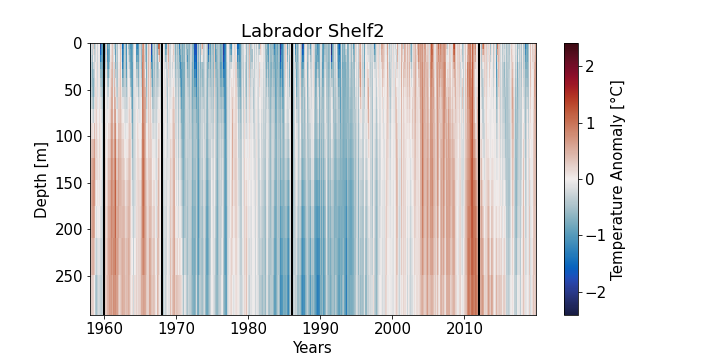 Labrador Shelf2
0
50
100
150
200
250
Depth [m]
1960 1970 1980 1990 2000 2010
Years
2
1
0
−1
−2
Temperature Anomaly [°C]